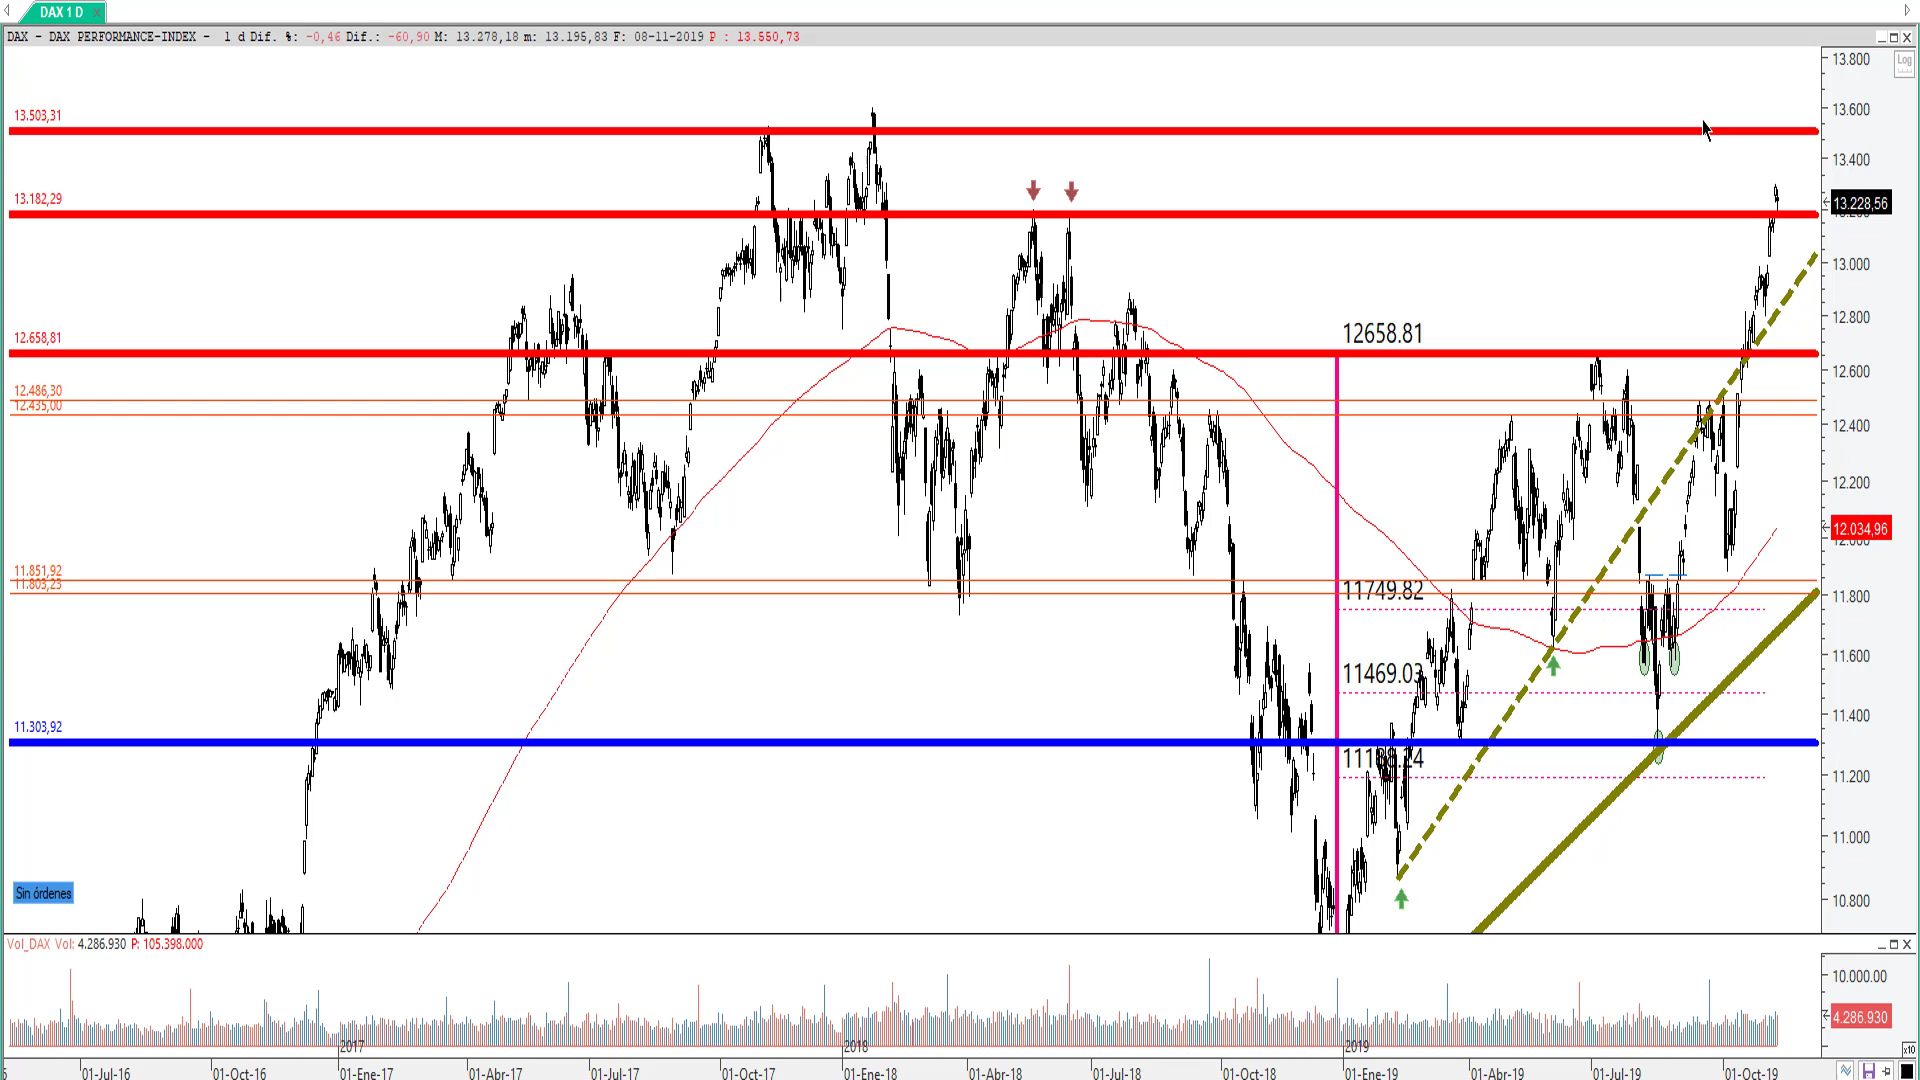 DAX 1 D
DAX - DAX PERFORMANCE-INDEX - 1 d Dif. %: -0,46 Dif.: -60,90 M: 13.278,18 m: 13.195,83 F: 08-11-2019 P : 13.550,73
Log
13.800
13.600
13.503,31
13.400
13.182,29
13.228,56
13.000
12.800
12.658,81
12658.81
12.600
12.486,30
12.435,00
12.400
12.200
12.034,96
12.000
11.851,92
11.803,23
11749.82
11.800
11.600
11469.03
11.400
11.303,92
11188.24
11.200
11.000
10.800
Sin órdenes
Vol_DAX Vol: 4.286.930 P: 105.398.000
10.000.00
4.286.930
x10
2017
2018
2019
01-Jul-16
01-Oct-16
01-Ene-17
01-Abr-17
01-Jul-17
01-Oct-17
01-Ene-18
01-Abr-18
01-Jul-18
01-Oct-18
01-Ene-19
01-Abr-19
01-Jul-19
01-Oct-19